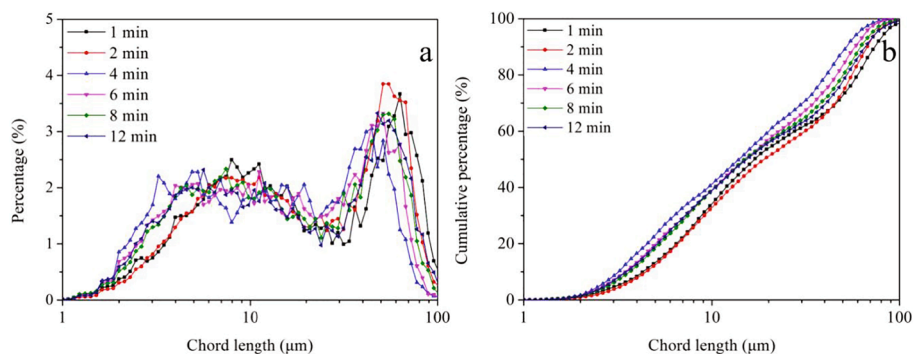 5
4
3
2
1
0
1 min
2 min
4 min
6 min
8 min
12 min
a
Percentage (%)
1
10
100
Chord length (μm)
100
80
60
40
20
0
1 min
2 min
4 min
6 min
8 min
12 min
b
Cumulative percentage (%)
1
10
100
Chord length (μm)